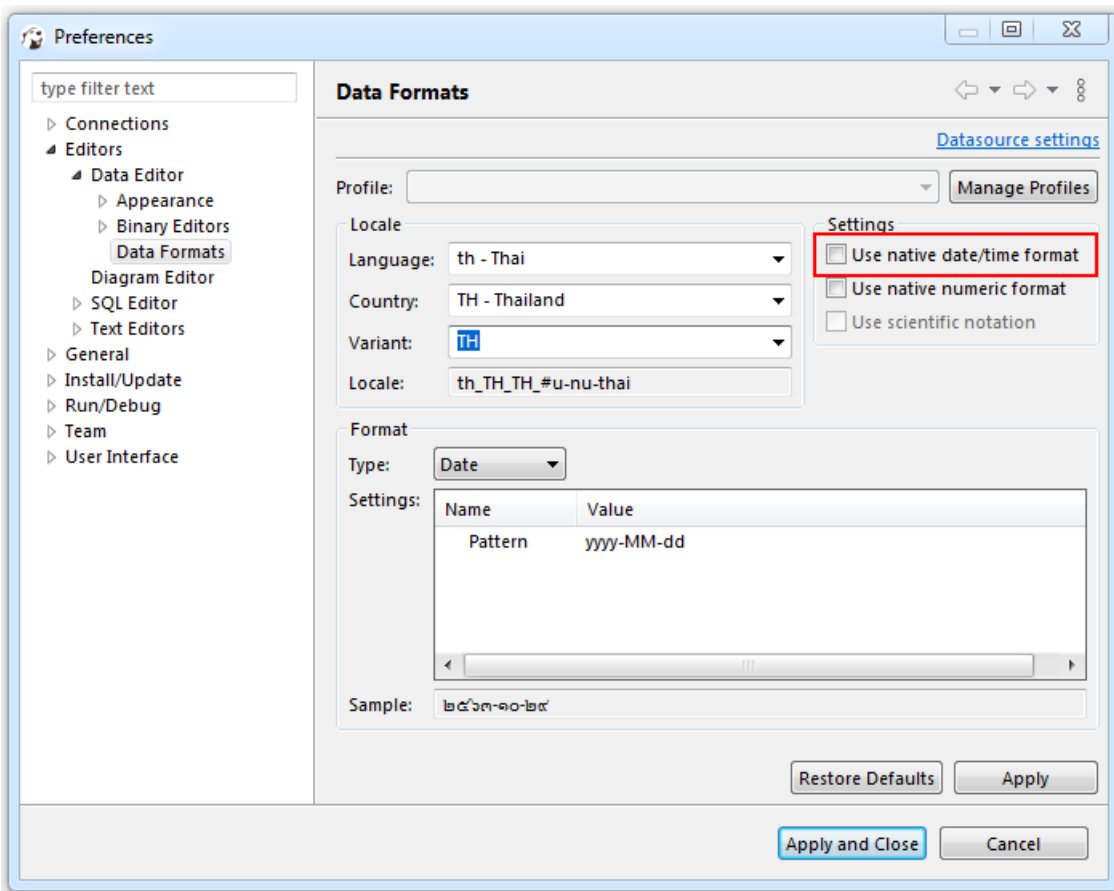 Preferences
type filter text
Connections
Editors
Data Editor
Appearance
Binary Editors
Data Formats
Diagram Editor
SQL Editor
Text Editors
General
Install/Update
Run/Debug
Team
User Interface
Data Formats
Datasource settings
Profile:
Manage Profiles
Locale
Language: th - Thai
Country: TH - Thailand
Variant: TH
Locale: th_TH_TH_#u-nu-thai
Settings
Use native date/time format
Use native numeric format
Use scientific notation
Format
Type: Date
Settings:
Name Value
Pattern yyyy-MM-dd
Sample: ๒๕๖๓-๑๐-๒๙
Restore Defaults Apply
Apply and Close Cancel